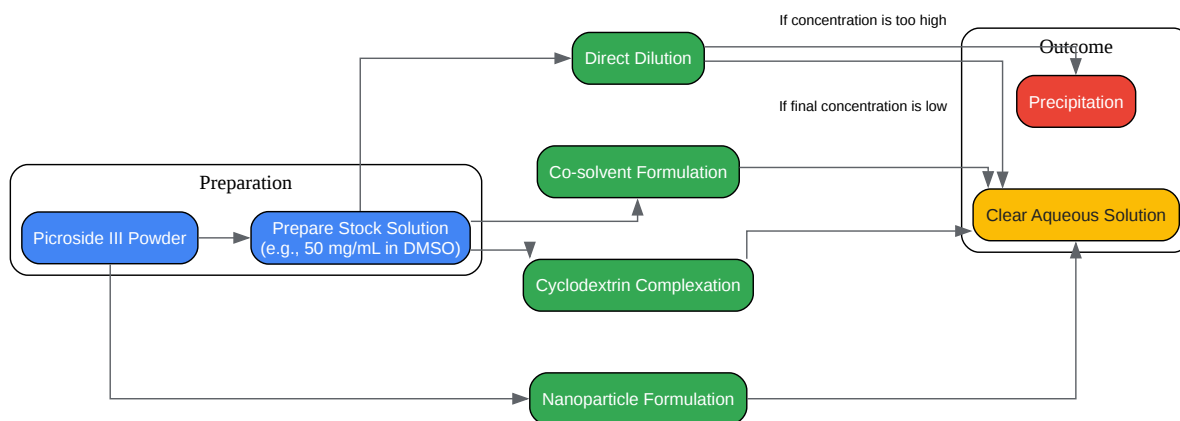 If concentration is too high
Outcome
Direct Dilution
Precipitation
If final concentration is low
Preparation
Co-solvent Formulation
Picroside III Powder
Prepare Stock Solution
(e.g., 50 mg/mL in DMSO)
Clear Aqueous Solution
Cyclodextrin Complexation
Nanoparticle Formulation